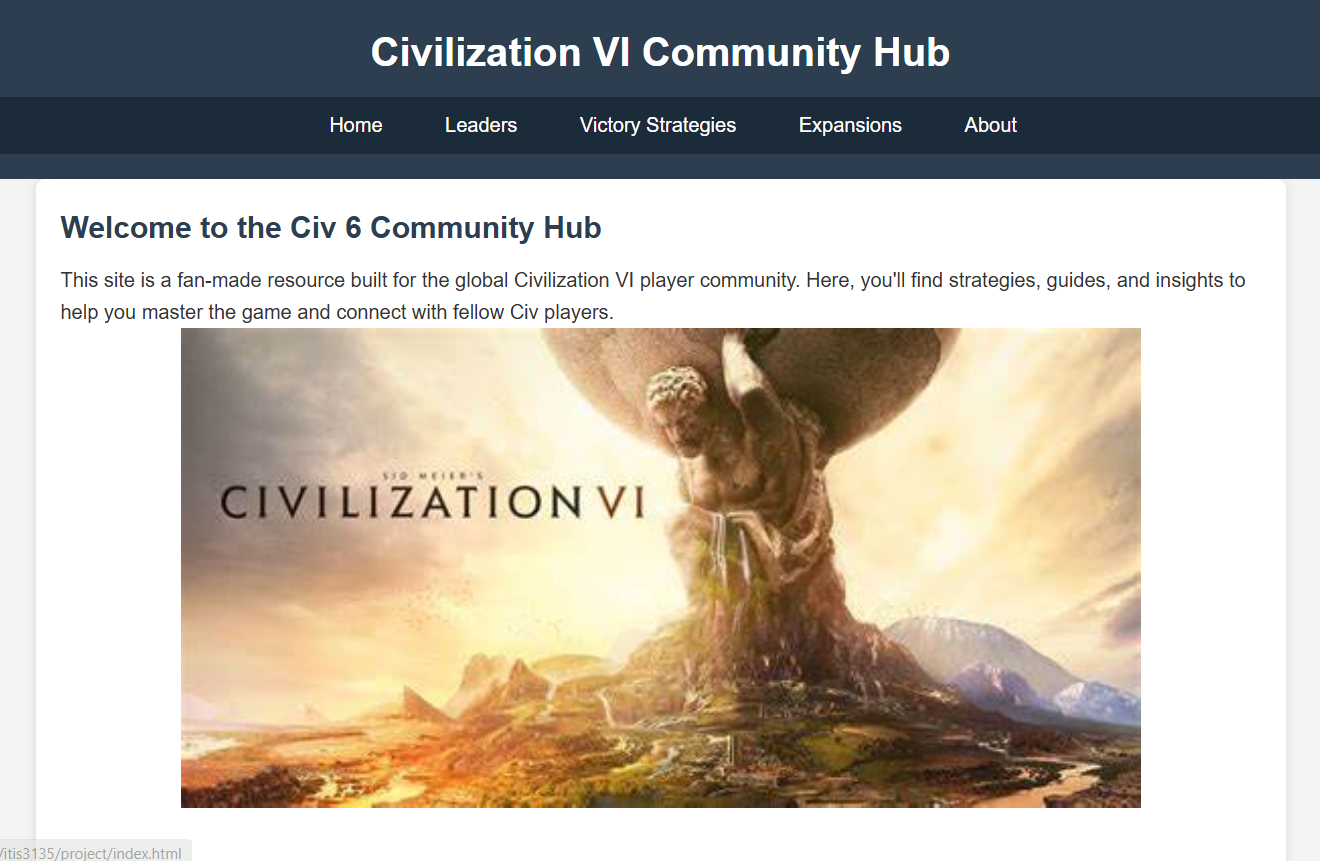 Civilization VI Community Hub
Home Leaders Victory Strategies Expansions About
Welcome to the Civ 6 Community Hub
This site is a fan-made resource built for the global Civilization VI player community. Here, you'll find strategies, guides, and insights to
help you master the game and connect with fellow Civ players.
SID MEIER'S
CIVILIZATION VI
/itis3135/project/index.html